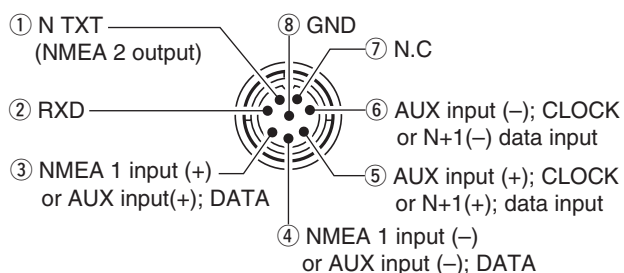 ① N TXT
(NMEA 2 output)
② RXD
③ NMEA 1 input (+)
or AUX input(+); DATA
④ NMEA 1 input (–)
or AUX input (–); DATA
⑤ AUX input (+); CLOCK
or N+1(+); data input
⑥ AUX input (–); CLOCK
or N+1(–) data input
⑦ N.C
⑧ GND